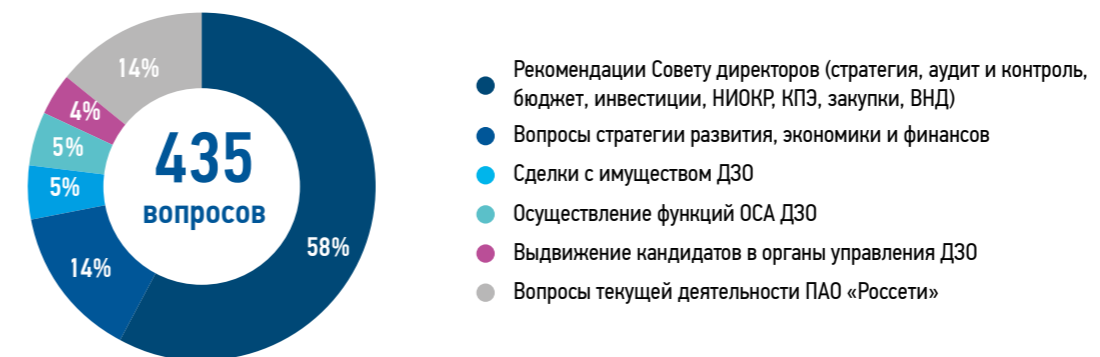 14%
4%
5%
5%
14%
58%
435
вопросов
Рекомендации Совету директоров (стратегия, аудит и контроль,
бюджет, инвестиции, НИОКР, КПЭ, закупки, ВНД)
Вопросы стратегии развития, экономики и финансов
Сделки с имуществом ДЗО
Осуществление функций ОСА ДЗО
Выдвижение кандидатов в органы управления ДЗО
Вопросы текущей деятельности ПАО «Россети»